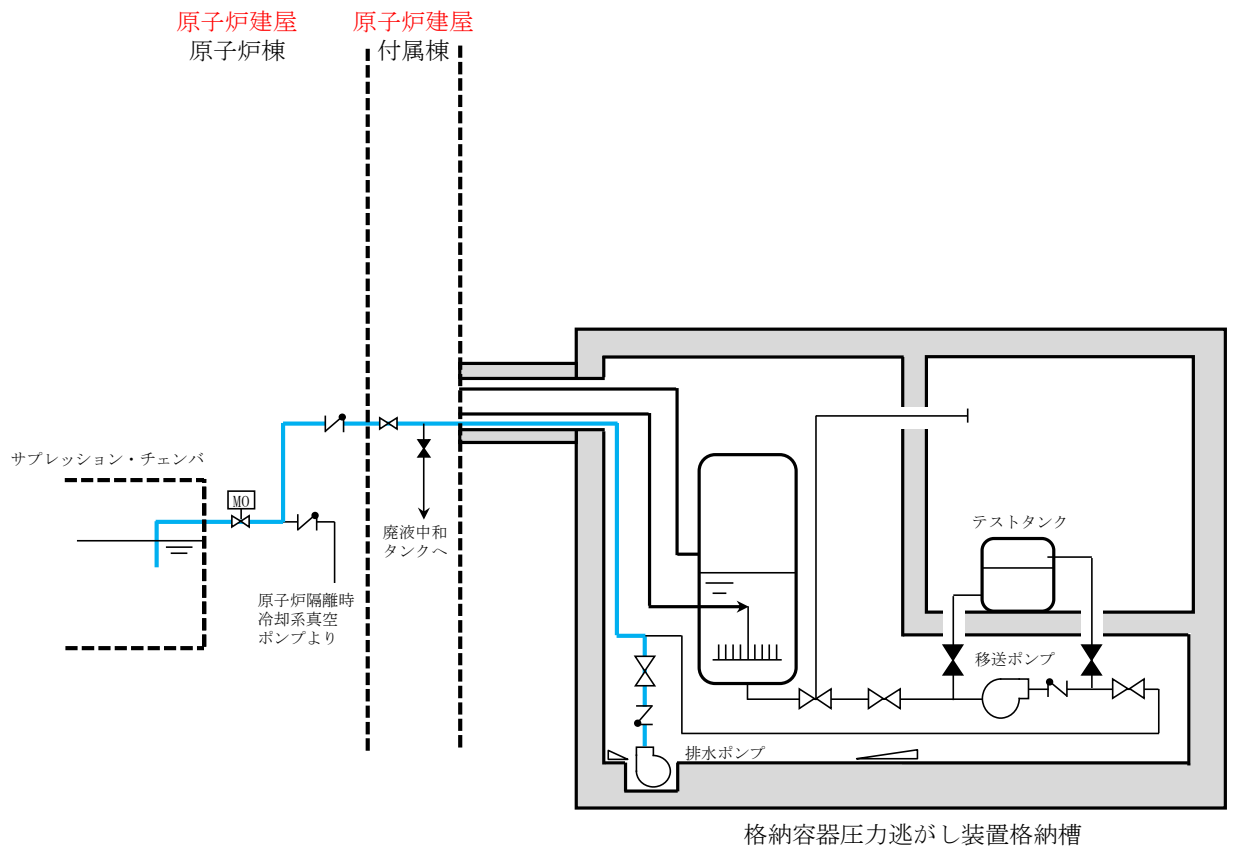 原子炉建屋
原子炉棟
原子炉建屋
付属棟
サプレッション・チェンバ
MO
廃液中和
タンクへ
原子炉隔離時
冷却系真空
ポンプより
テストタンク
移送ポンプ
排水ポンプ
格納容器圧力逃がし装置格納槽